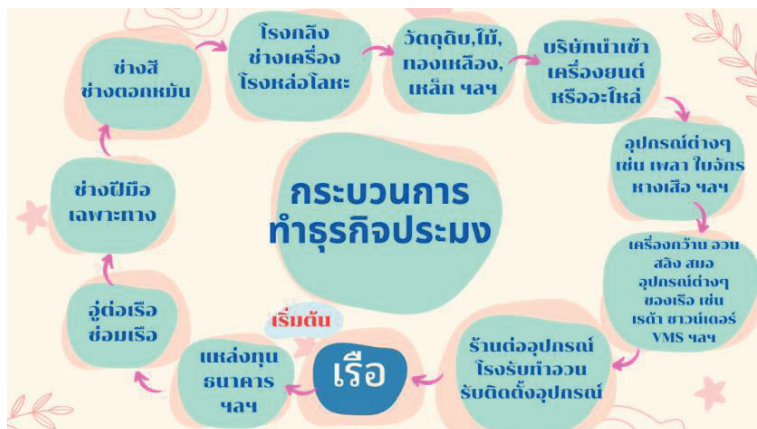 กระบวนการ
ทำธุรกิจประมง
เริ่มต้น
เรือ
แหล่งทุน
ธนาคาร
ฯลฯ
อู่ต่อเรือ
ซ่อมเรือ
ช่างฝีมือ
เฉพาะทาง
ช่างสี
ช่างตอกหมัน
โรงกลึง
ช่างเครื่อง
โรงหล่อโลหะ
วัตถุดิบ,ไม้,
ทองเหลือง,
เหล็ก ฯลฯ
บริษัทนำเข้า
เครื่องยนต์
หรืออะไหล่
อุปกรณ์ต่างๆ
เช่น เพลา ใบจักร
หางเสือ ฯลฯ
เครื่องกว้าน อวน
สลิง สมอ
อุปกรณ์ต่างๆ
ของเรือ เช่น
เรด้า ซาวน์เดอร์
VMS ฯลฯ
ร้านต่ออุปกรณ์
โรงรับทำอวน
รับติดตั้งอุปกรณ์